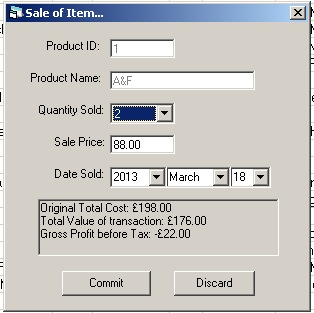 Sale of Item...
Product ID: 1
Product Name: A&F
Quantity Sold: 2
Sale Price: 88.00
Date Sold: 2013 March 18
Original Total Cost: £198.00
Total Value of transaction: £176.00
Gross Profit before Tax: -£22.00
Commit Discard